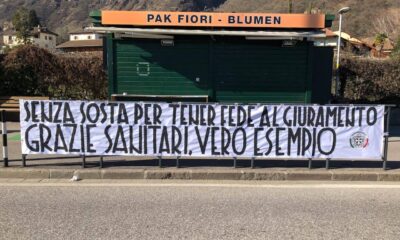 PAK FIORI - BLUMEN
SENZA SOSTA PER TENER FEDE AL GIURAMENTO
GRAZIE SANITARI, VERO ESEMPIO